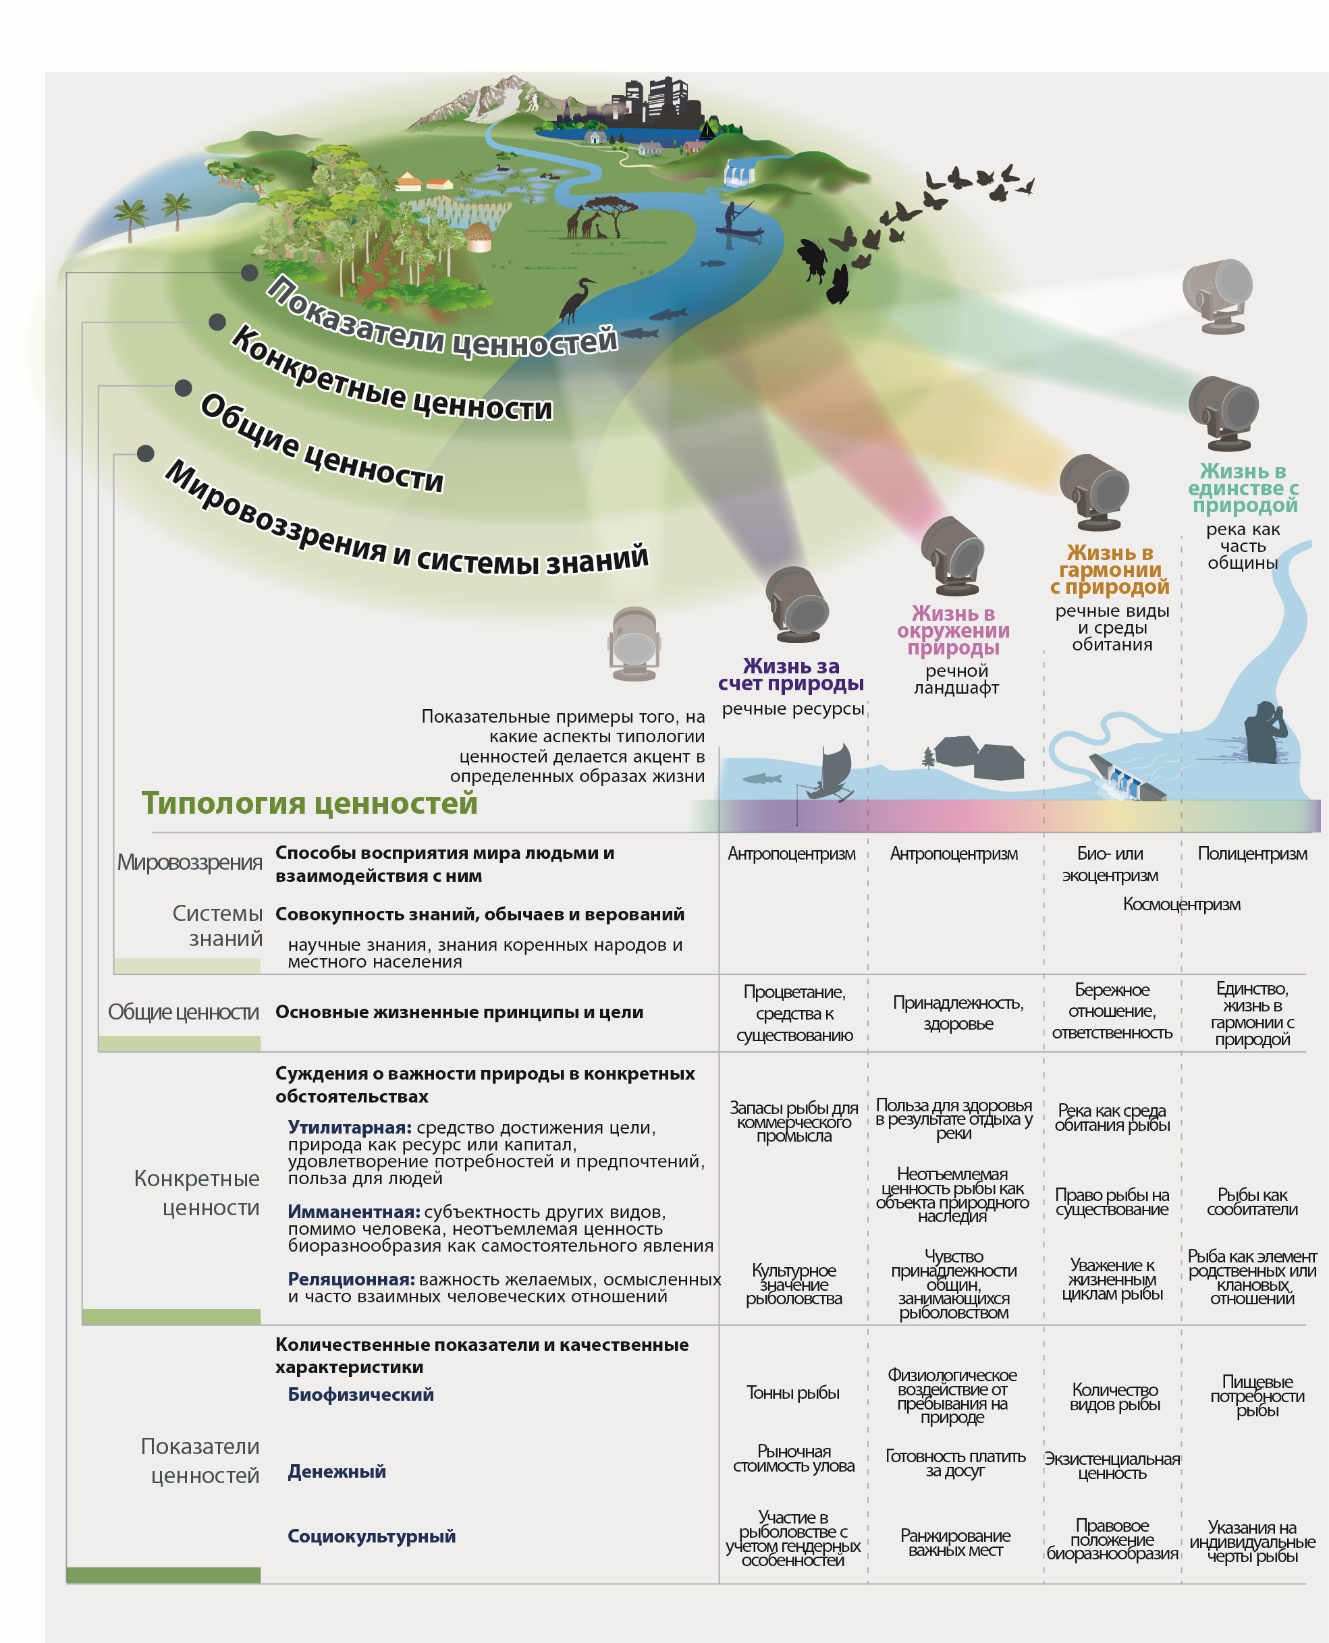 Показатели ценностей
Конкретные ценности
Общие ценности
Мировоззрения и системы знаний
Жизнь за
счет природы
речные ресурсы
Жизнь в
окружении
природы
речной
ландшафт
Жизнь в
гармонии
с природой
речные виды
и среды
обитания
Жизнь в
единстве с
природой
река как
часть
общины
Показательные примеры того, на
какие аспекты типологии
ценностей делается акцент в
определенных образах жизни
Типология ценностей
Мировоззрения
Способы восприятия мира людьми и
взаимодействия с ним
Антропоцентризм
Антропоцентризм
Био- или
экоцентризм
Полицентризм
Космоцентризм
Системы
знаний
Совокупность знаний, обычаев и верований
научные знания, знания коренных народов и
местного населения
Общие ценности
Основные жизненные принципы и цели
Процветание,
средства к
существованию
Принадлежность,
здоровье
Бережное
отношение,
ответственность
Единство,
жизнь в
гармонии с
природой
Конкретные
ценности
Суждения о важности природы в конкретных
обстоятельствах
Утилитарная: средство достижения цели,
природа как ресурс или капитал,
удовлетворение потребностей и предпочтений,
польза для людей
Запасы рыбы для
коммерческого
промысла
Польза для здоровья
в результате отдыха у
реки
Река как среда
обитания рыбы
Имманентная: субъектность других видов,
помимо человека, неотъемлемая ценность
биоразнообразия как самостоятельного явления
Неотъемлемая
ценность рыбы как
объекта природного
наследия
Право рыбы на
существование
Рыбы как
сообитатели
Реляционная: важность желаемых, осмысленных
и часто взаимных человеческих отношений
Культурное
значение
рыболовства
Чувство
принадлежности
общин,
занимающихся
рыболовством
Уважение к
жизненным
циклам рыбы
Рыба как элемент
родственных или
клановых
отношений
Показатели
ценностей
Количественные показатели и качественные
характеристики
Биофизический
Тонны рыбы
Физиологическое
воздействие от
пребывания на
природе
Количество
видов рыбы
Пищевые
потребности
рыбы
Денежный
Рыночная
стоимость улова
Готовность платить
за досуг
Экзистенциальная
ценность
Социокультурный
Участие в
рыболовстве с
учетом гендерных
особенностей
Ранжирование
важных мест
Правовое
положение
биоразнообразия
Указания на
индивидуальные
черты рыбы